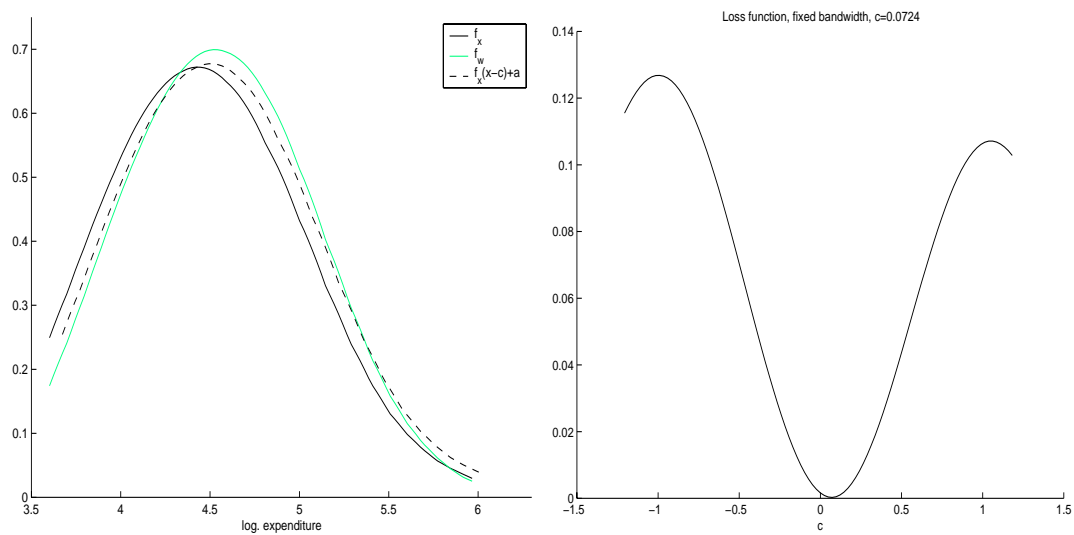 0.7
0.6
0.5
0.4
0.3
0.2
0.1
0
3.5 4 4.5 5 5.5 6
log. expenditure
f_x
f_w
f_x(x−c)+a
Loss function, fixed bandwidth, c=0.0724
0.14
0.12
0.1
0.08
0.06
0.04
0.02
0
−1.5 −1 −0.5 0 0.5 1 1.5
c